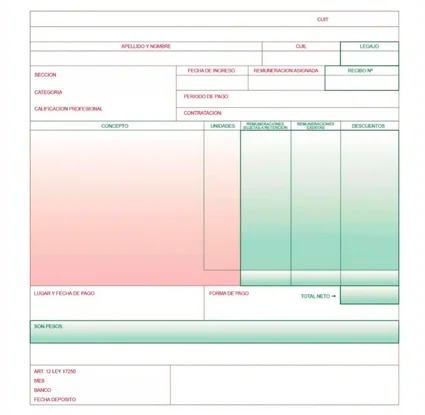 CUIT
APELLIDO Y NOMBRE CUIL LEGAJO
FECHA DE INGRESO REMUNERACION ASIGNADA RECIBO Nº
SECCION
CATEGORIA
PERIODO DE PAGO
CALIFICACION PROFESIONAL
CONTRATACION:
CONCEPTO UNIDADES REMUNERACIONES SUJETAS A RETENCION REMUNERACIONES EXENTAS DESCUENTOS
LUGAR Y FECHA DE PAGO FORMA DE PAGO
TOTAL NETO →
SON PESOS
ART. 12 LEY 17250
MES
BANCO
FECHA DEPOSITO